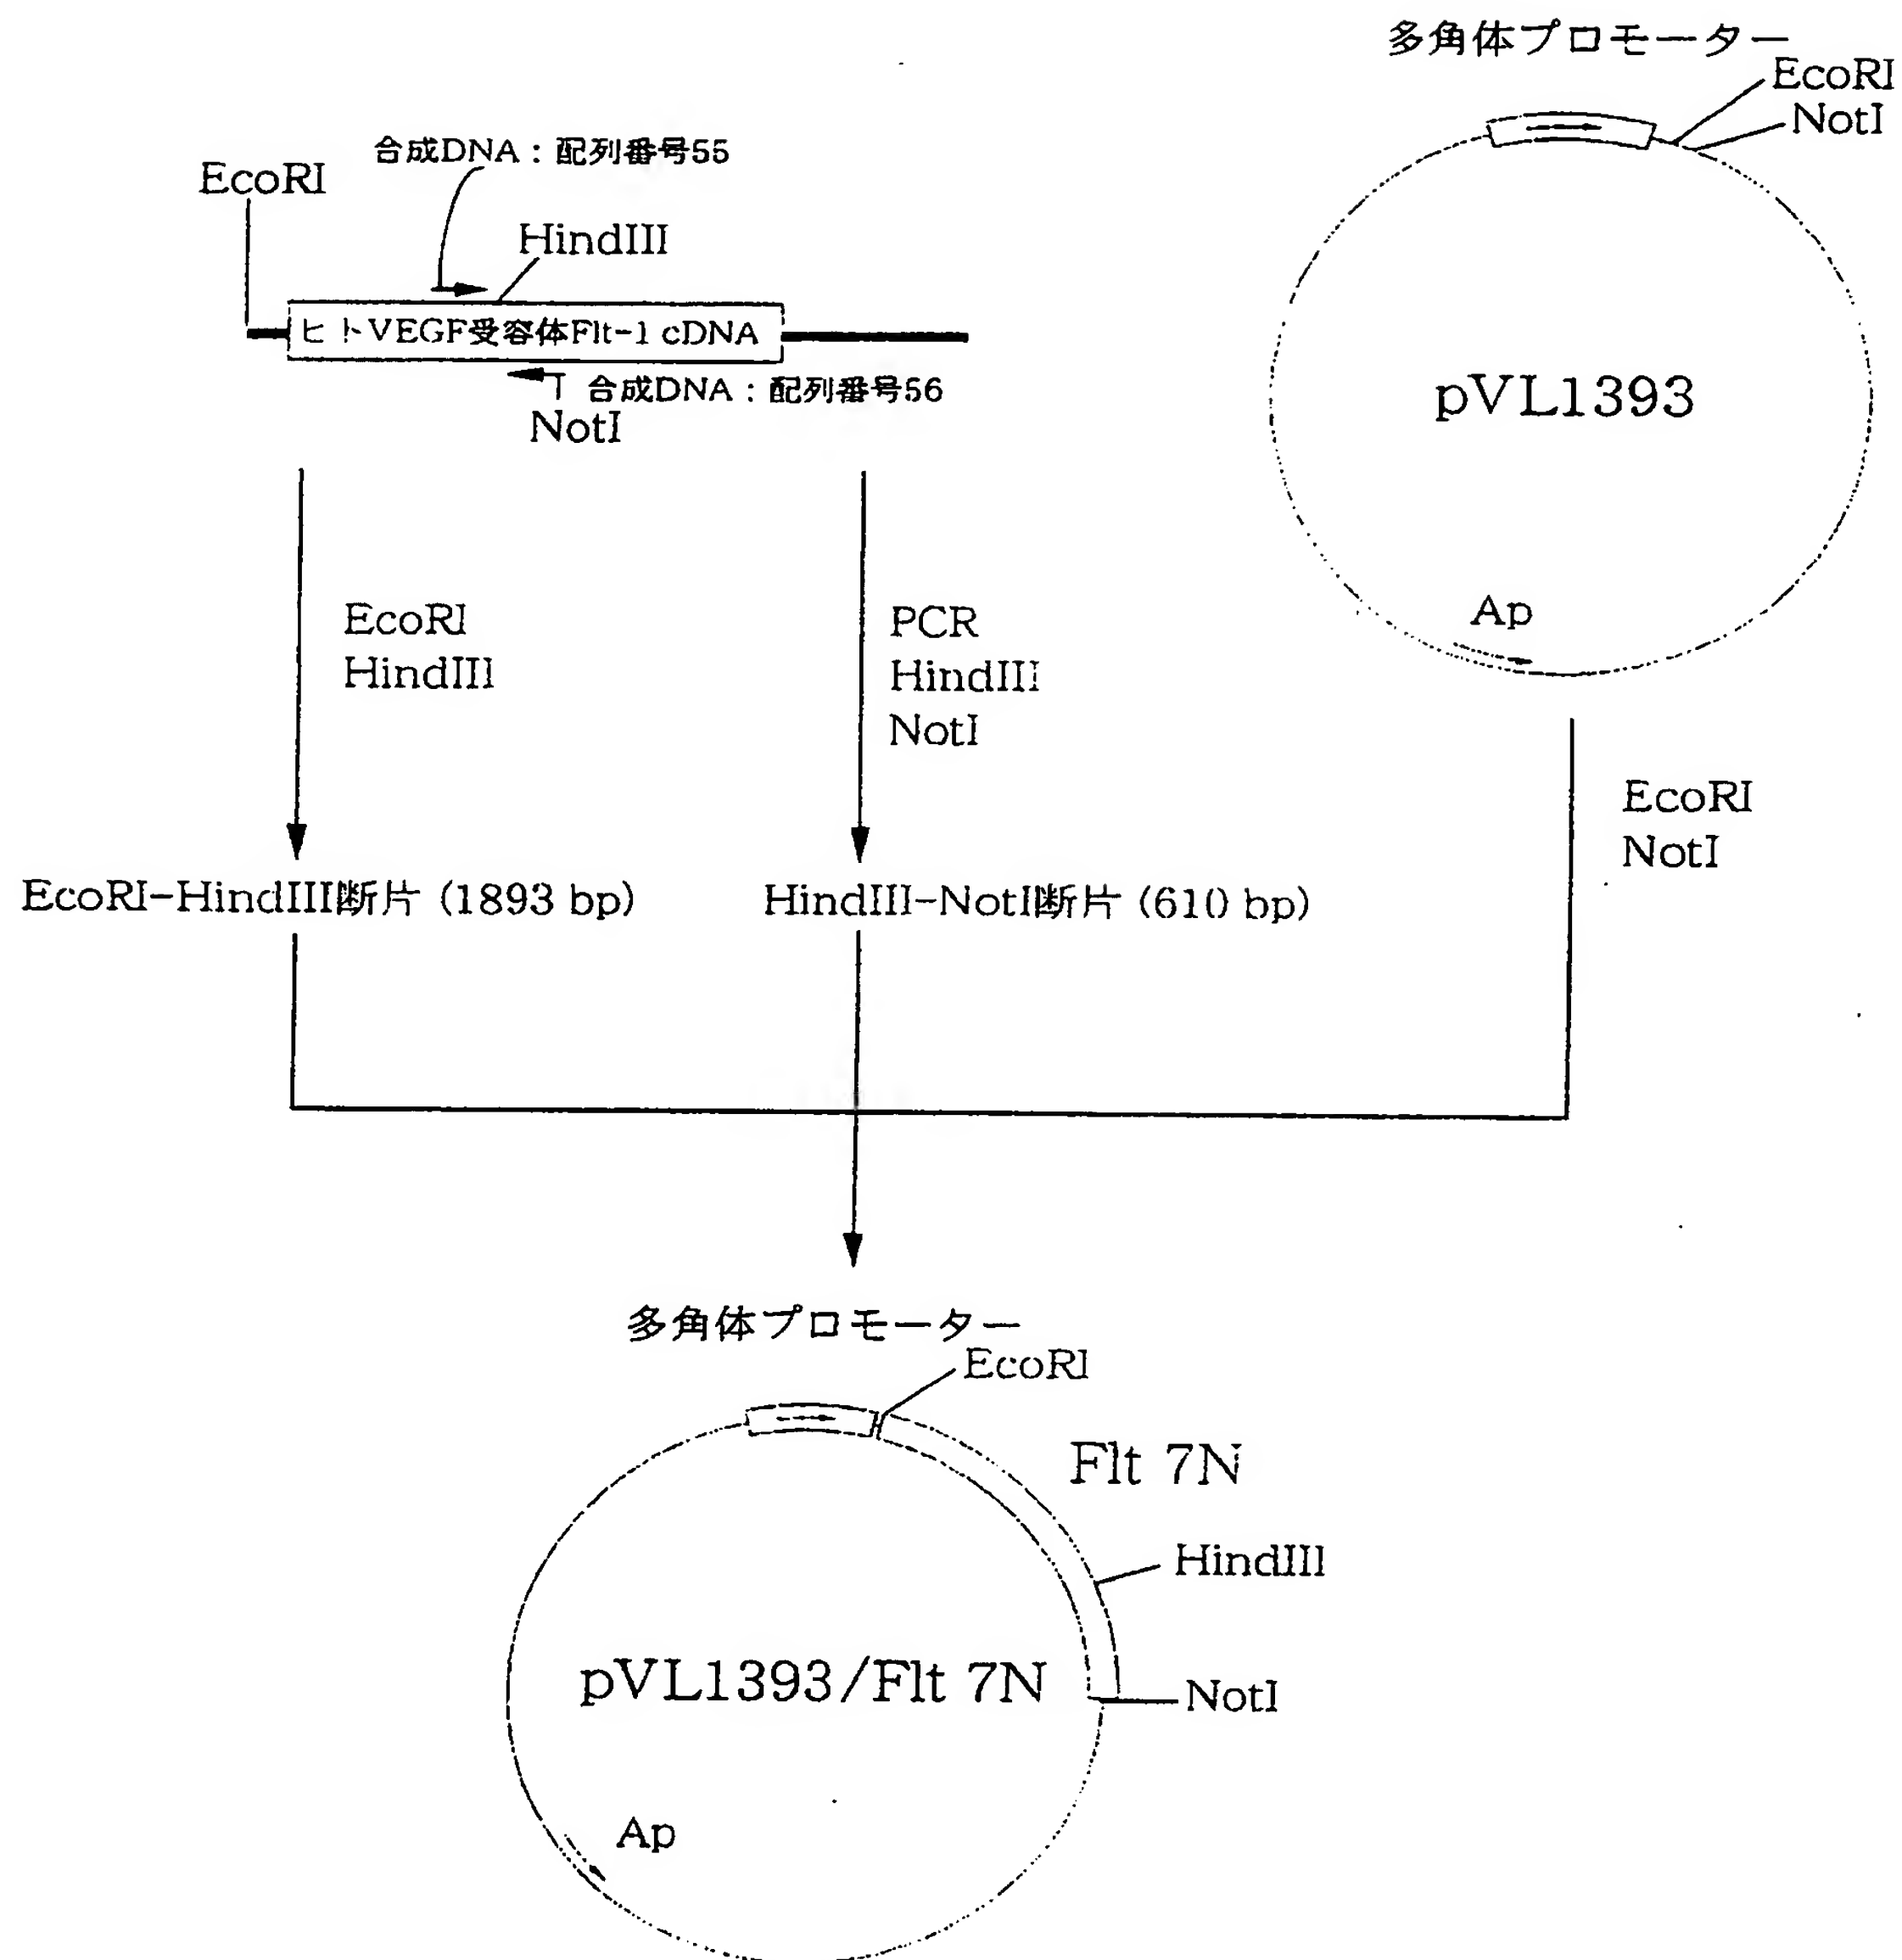 多角体プロモーター
EcoRI
NotI
合成DNA：配列番号55
EcoRI
HindIII
ヒトVEGF受容体Flt-1 cDNA
合成DNA：配列番号56
NotI
pVL1393
Ap
EcoRI
HindIII
PCR
HindIII
NotI
EcoRI
NotI
EcoRI-HindIII断片 (1893 bp)
HindIII-NotI断片 (610 bp)
多角体プロモーター
EcoRI
Flt 7N
HindIII
pVL1393/Flt 7N
NotI
Ap